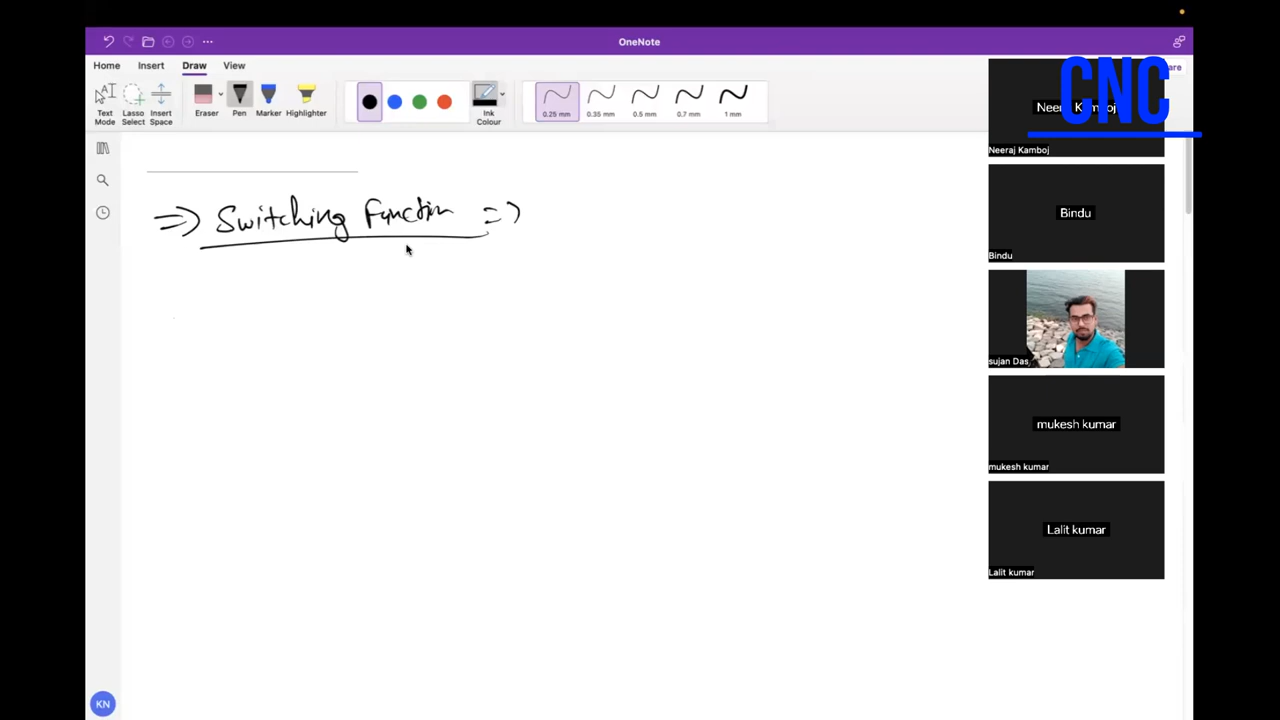 OneNote
Home Insert Draw View
Text Mode
Lasso Select
Insert Space
Eraser
Pen
Marker
Highlighter
Ink Colour
0.25 mm
0.35 mm
0.5 mm
0.7 mm
1 mm
⇒ Switching Function ⇒
KN
CNC
Neeraj Kamboj
Bindu
Bindu
sujan Das
mukesh kumar
mukesh kumar
Lalit kumar
Lalit kumar